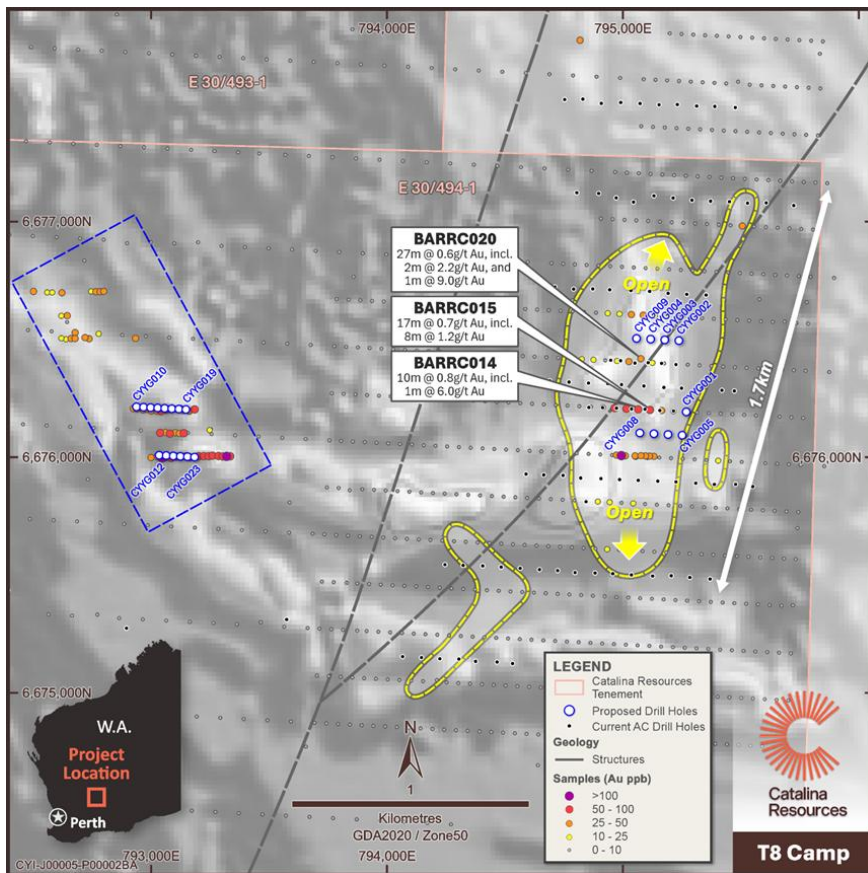 794,000E
795,000E
E 30/493-1
E 30/494-1
6,677,000N
BARRC020
27m @ 0.6g/t Au, incl.
2m @ 2.2g/t Au, and
1m @ 9.0g/t Au
Open
CYYG009
CYYG004
CYYG003
CYYG002
BARRC015
17m @ 0.7g/t Au, incl.
8m @ 1.2g/t Au
BARRC014
10m @ 0.8g/t Au, incl.
1m @ 6.0g/t Au
CYYG010
CYYG019
CYYG001
1.7km
CYYG008
CYYG005
6,676,000N
6,676,000N
CYYG012
CYYG023
Open
6,675,000N
W.A.
Project
Location
Perth
N
1
Kilometres
GDA2020 / Zone50
LEGEND
Catalina Resources
Tenement
Proposed Drill Holes
Current AC Drill Holes
Geology
Structures
Samples (Au ppb)
>100
50 - 100
25 - 50
10 - 25
0 - 10
Catalina
Resources
T8 Camp
793,000E
794,000E
CYI-J00005-P00002BA